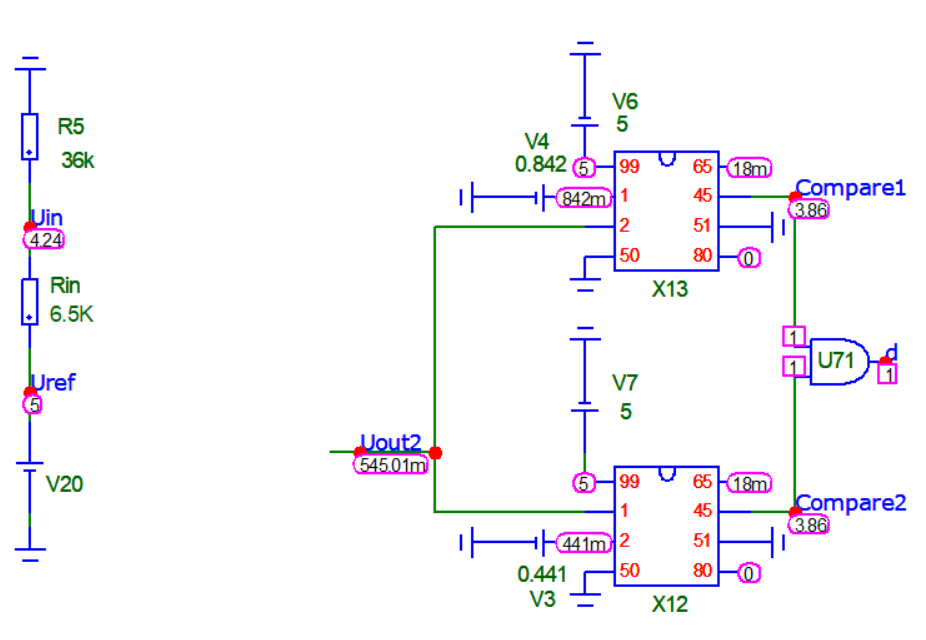 R5
36k
Uin
4.24
Rin
6.5K
Uref
5
V20
V6
5
V4
0.842
5
99
65
18m
842m
1
45
Compare1
3.86
2
51
50
80
0
X13
1
1
U71
d
1
V7
5
Uout2
545.01m
5
99
65
18m
1
45
Compare2
3.86
441m
2
51
0.441
50
80
0
V3
X12